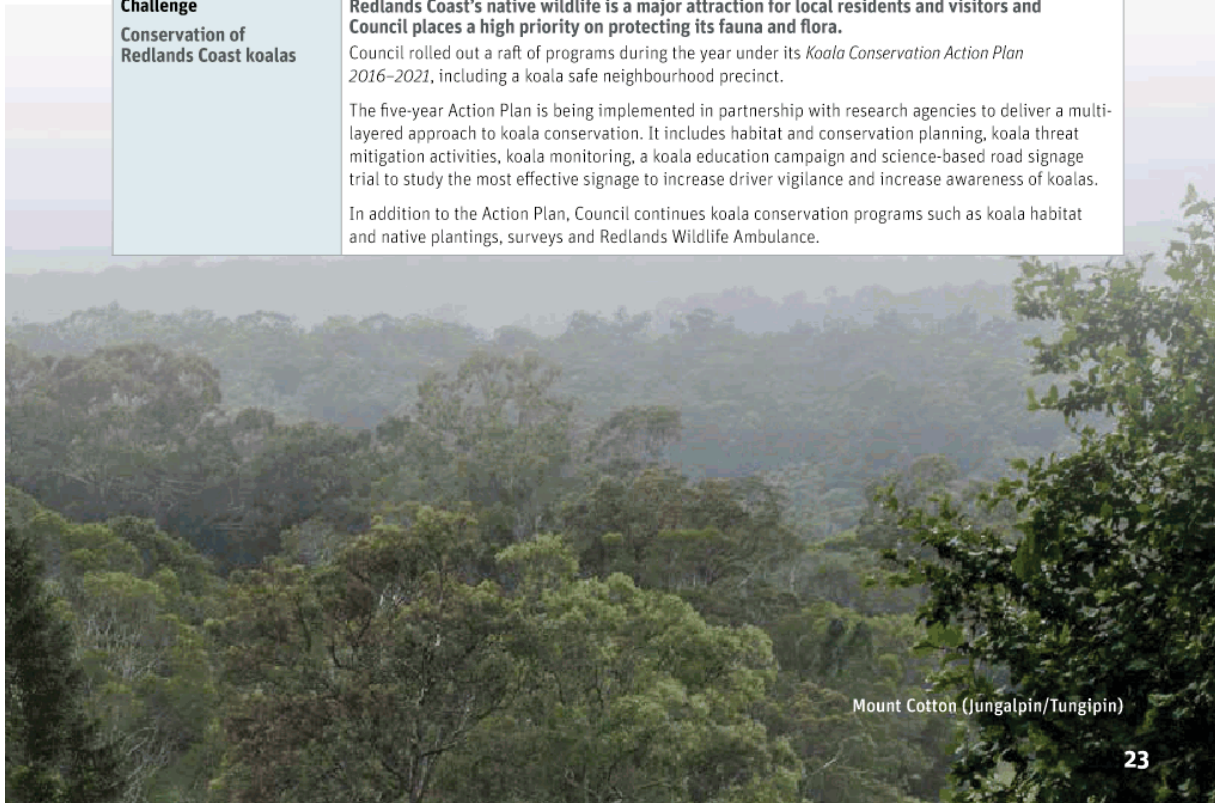 Challenge
Conservation of
Redlands Coast koalas
Redlands Coast's native wildlife is a major attraction for local residents and visitors and
Council places a high priority on protecting its fauna and flora.
Council rolled out a raft of programs during the year under its Koala Conservation Action Plan
2016–2021, including a koala safe neighbourhood precinct.
The five-year Action Plan is being implemented in partnership with research agencies to deliver a multi-
layered approach to koala conservation. It includes habitat and conservation planning, koala threat
mitigation activities, koala monitoring, a koala education campaign and science-based road signage
trial to study the most effective signage to increase driver vigilance and increase awareness of koalas.
In addition to the Action Plan, Council continues koala conservation programs such as koala habitat
and native plantings, surveys and Redlands Wildlife Ambulance.
Mount Cotton (Jungalpin/Tungipin)
23